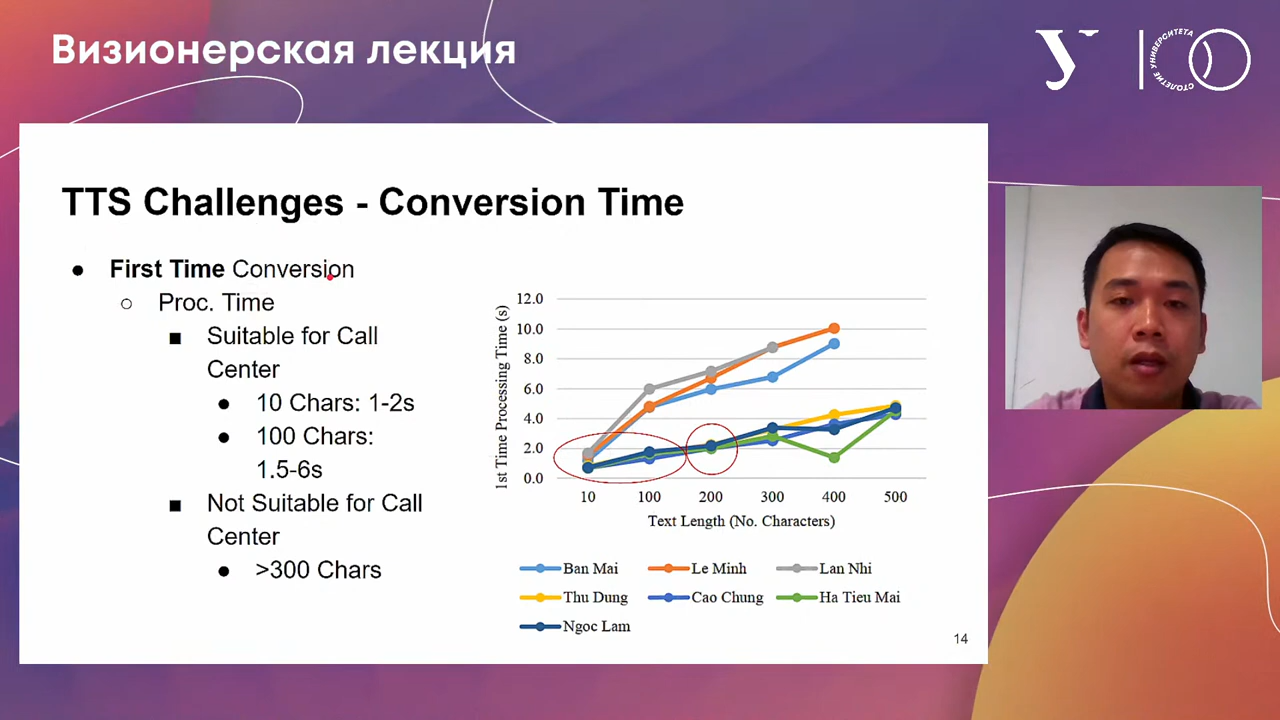 Визионерская лекция
У
СТОЛЕТИЕ УНИВЕРСИТЕТА
TTS Challenges - Conversion Time
● First Time Conversion
○ Proc. Time
■ Suitable for Call
Center
● 10 Chars: 1-2s
● 100 Chars:
1.5-6s
■ Not Suitable for Call
Center
● >300 Chars
1st Time Processing Time (s)
12.0
10.0
8.0
6.0
4.0
2.0
0.0
10 100 200 300 400 500
Text Length (No. Characters)
Ban Mai Le Minh Lan Nhi
Thu Dung Cao Chung Ha Tieu Mai
Ngoc Lam
14